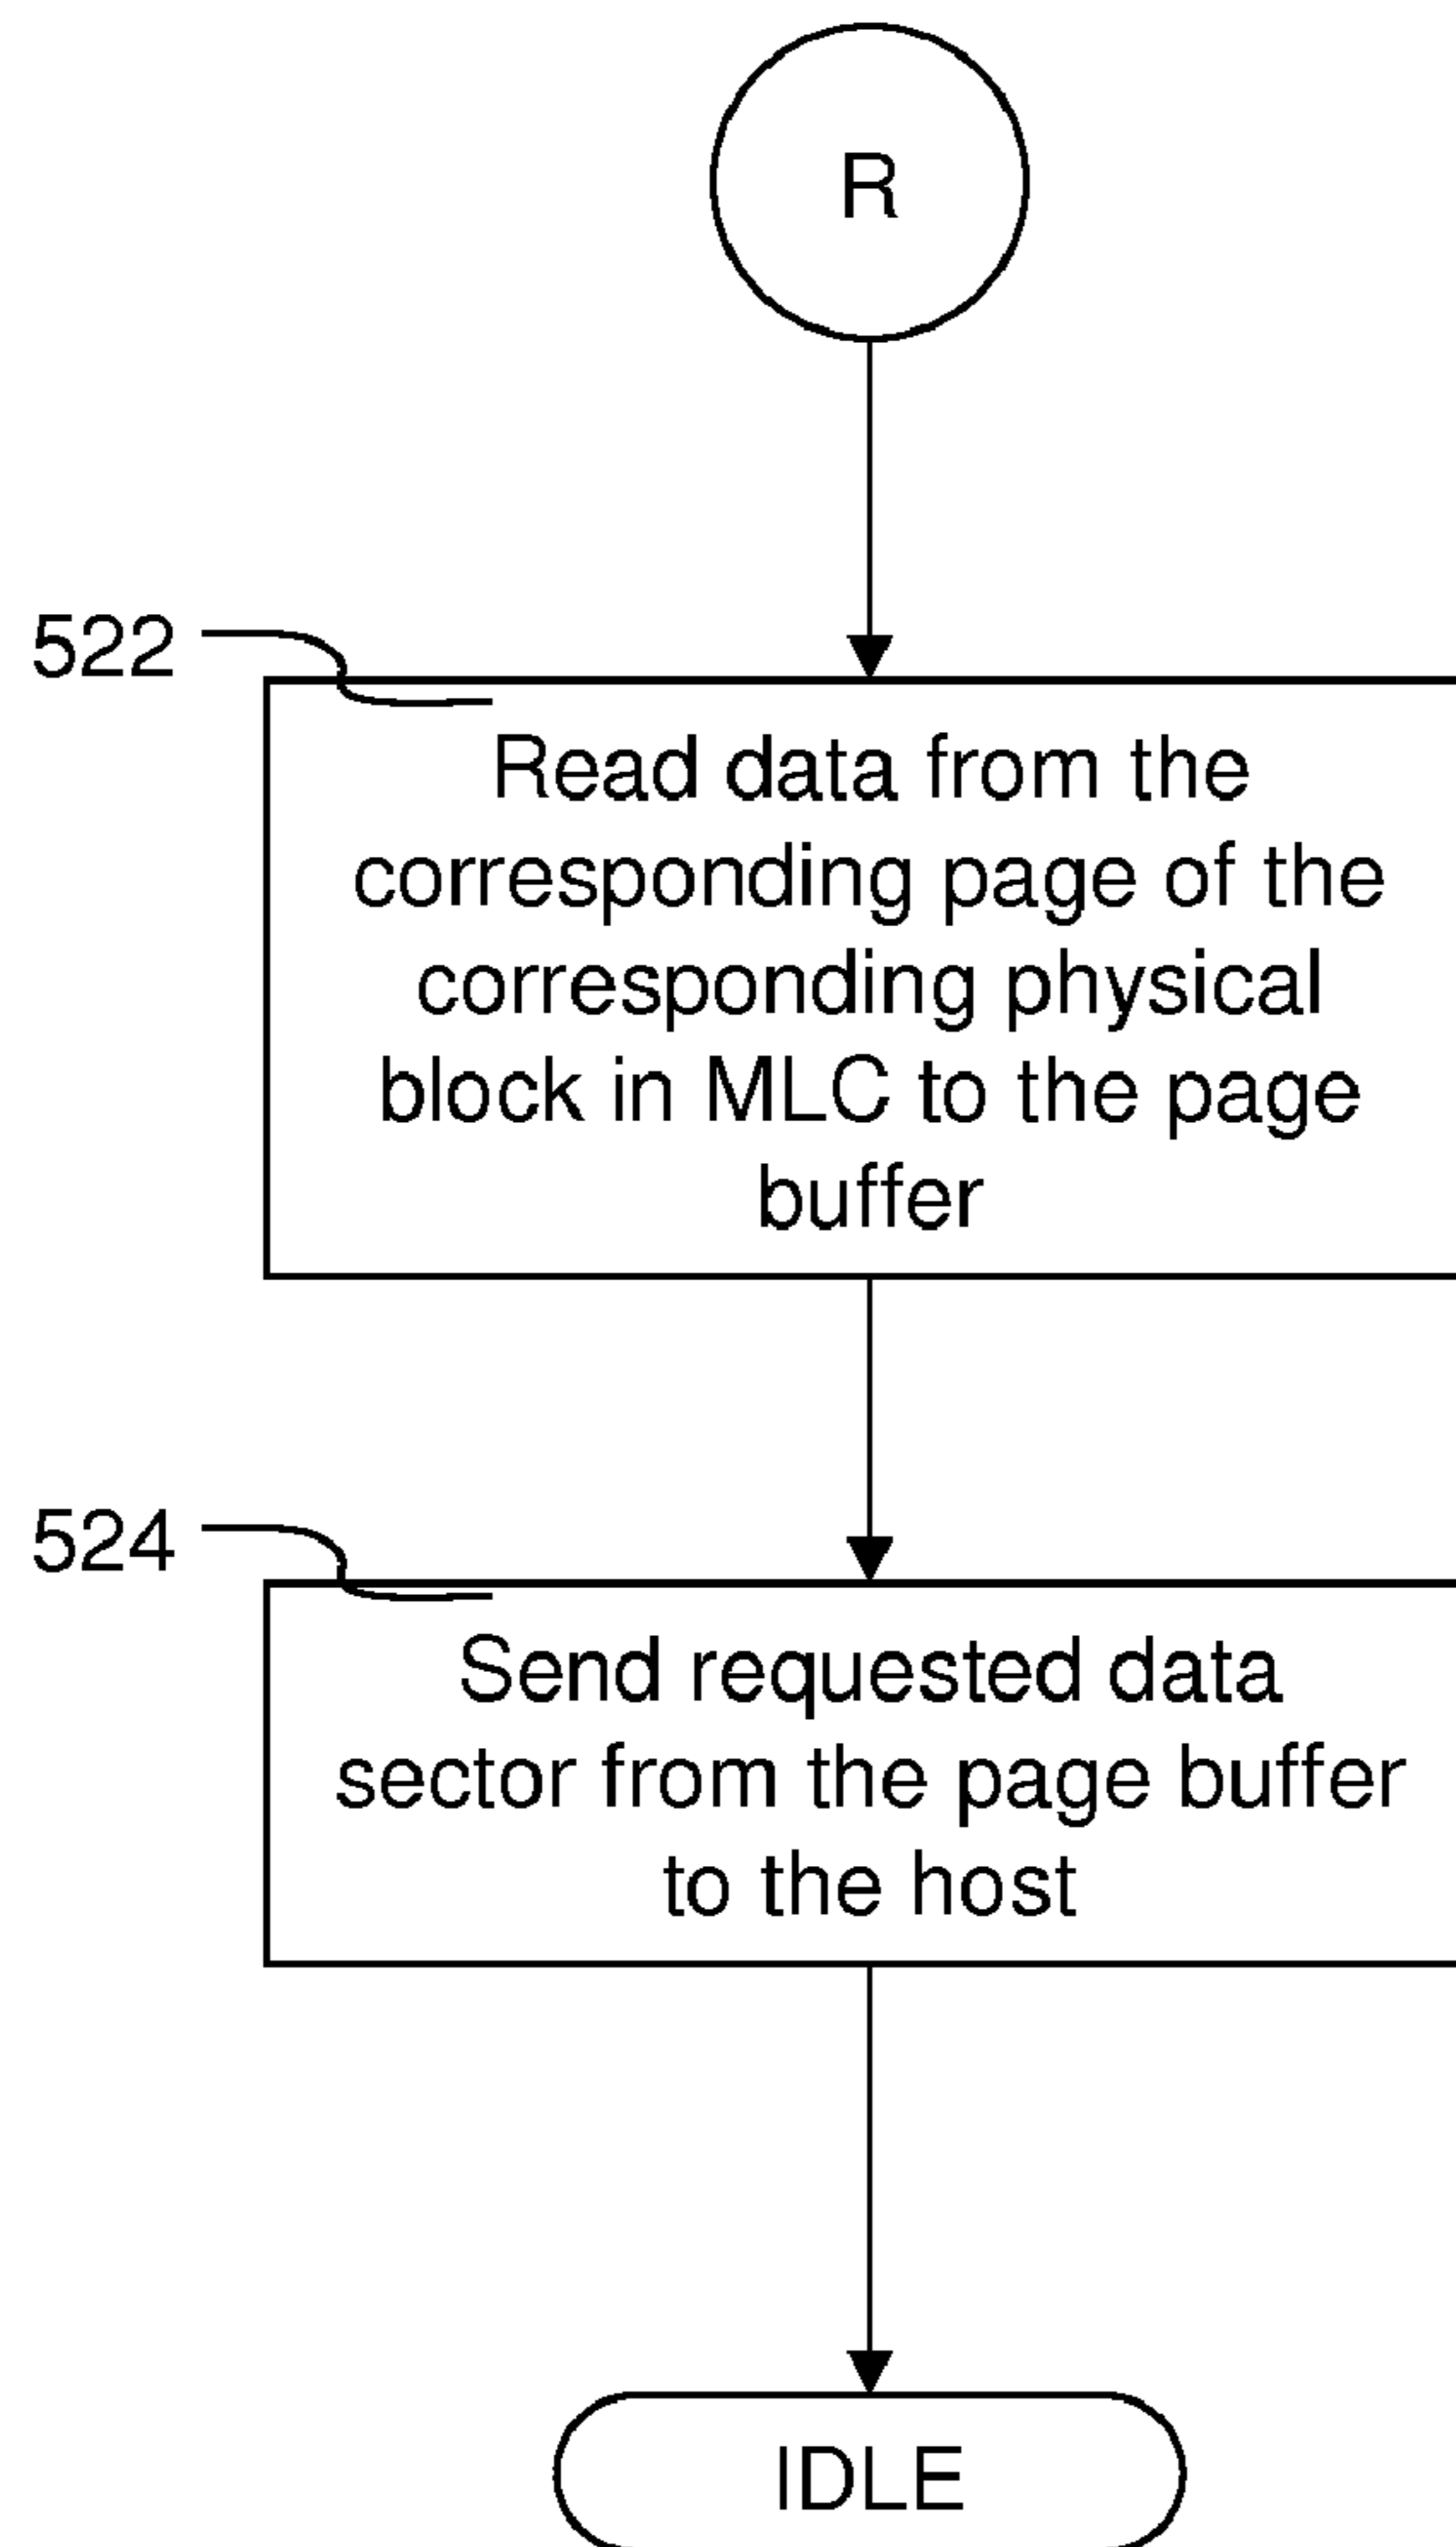 R
522
Read data from the
corresponding page of the
corresponding physical
block in MLC to the page
buffer
524
Send requested data
sector from the page buffer
to the host
IDLE